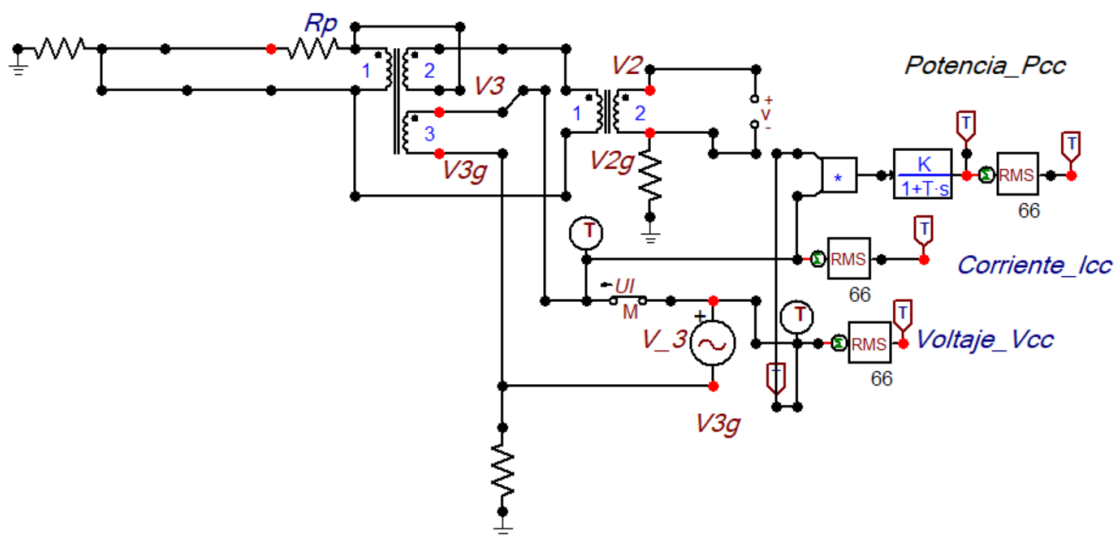 Rp
1
2
V3
3
V3g
V2
1
2
+
V
-
V2g
Potencia_Pcc
T
T
*
K
1+T·s
Σ
RMS
66
T
T
Σ
RMS
66
Corriente_Icc
UI
M
+
V_3
T
T
T
Σ
RMS
66
Voltaje_Vcc
V3g